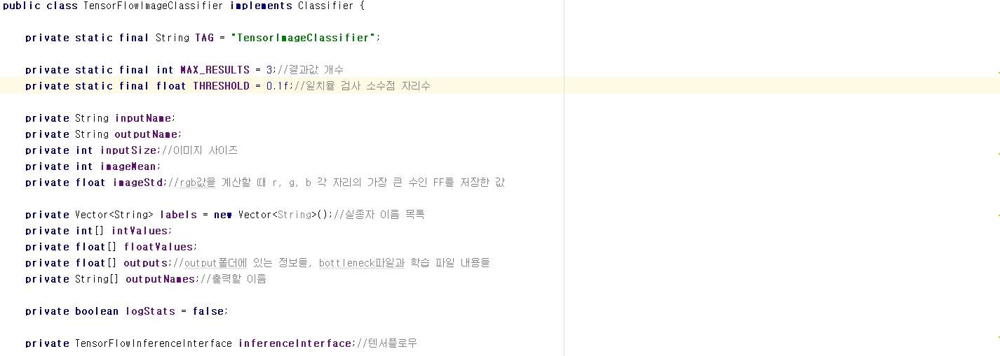 public class TensorFlowImageClassifier implements Classifier {
private static final String TAG = "TensorImageClassifier";
private static final int MAX_RESULTS = 3;//결과값 개수
private static final float THRESHOLD = 0.1f;//일치율 검사 소수점 자리수
private String inputName;
private String outputName;
private int inputSize;//이미지 사이즈
private int imageMean;
private float imageStd;//rgb값을 계산할 때 r, g, b 각 자리의 가장 큰 수인 FF를 저장한 값
private Vector<String> labels = new Vector<String>();//실종자 이름 목록
private int[] intValues;
private float[] floatValues;
private float[] outputs;//output폴더에 있는 정보들, bottleneck파일과 학습 파일 내용들
private String[] outputNames;//출력할 이름
private boolean logStats = false;
private TensorFlowInferenceInterface inferenceInterface;//텐서플로우